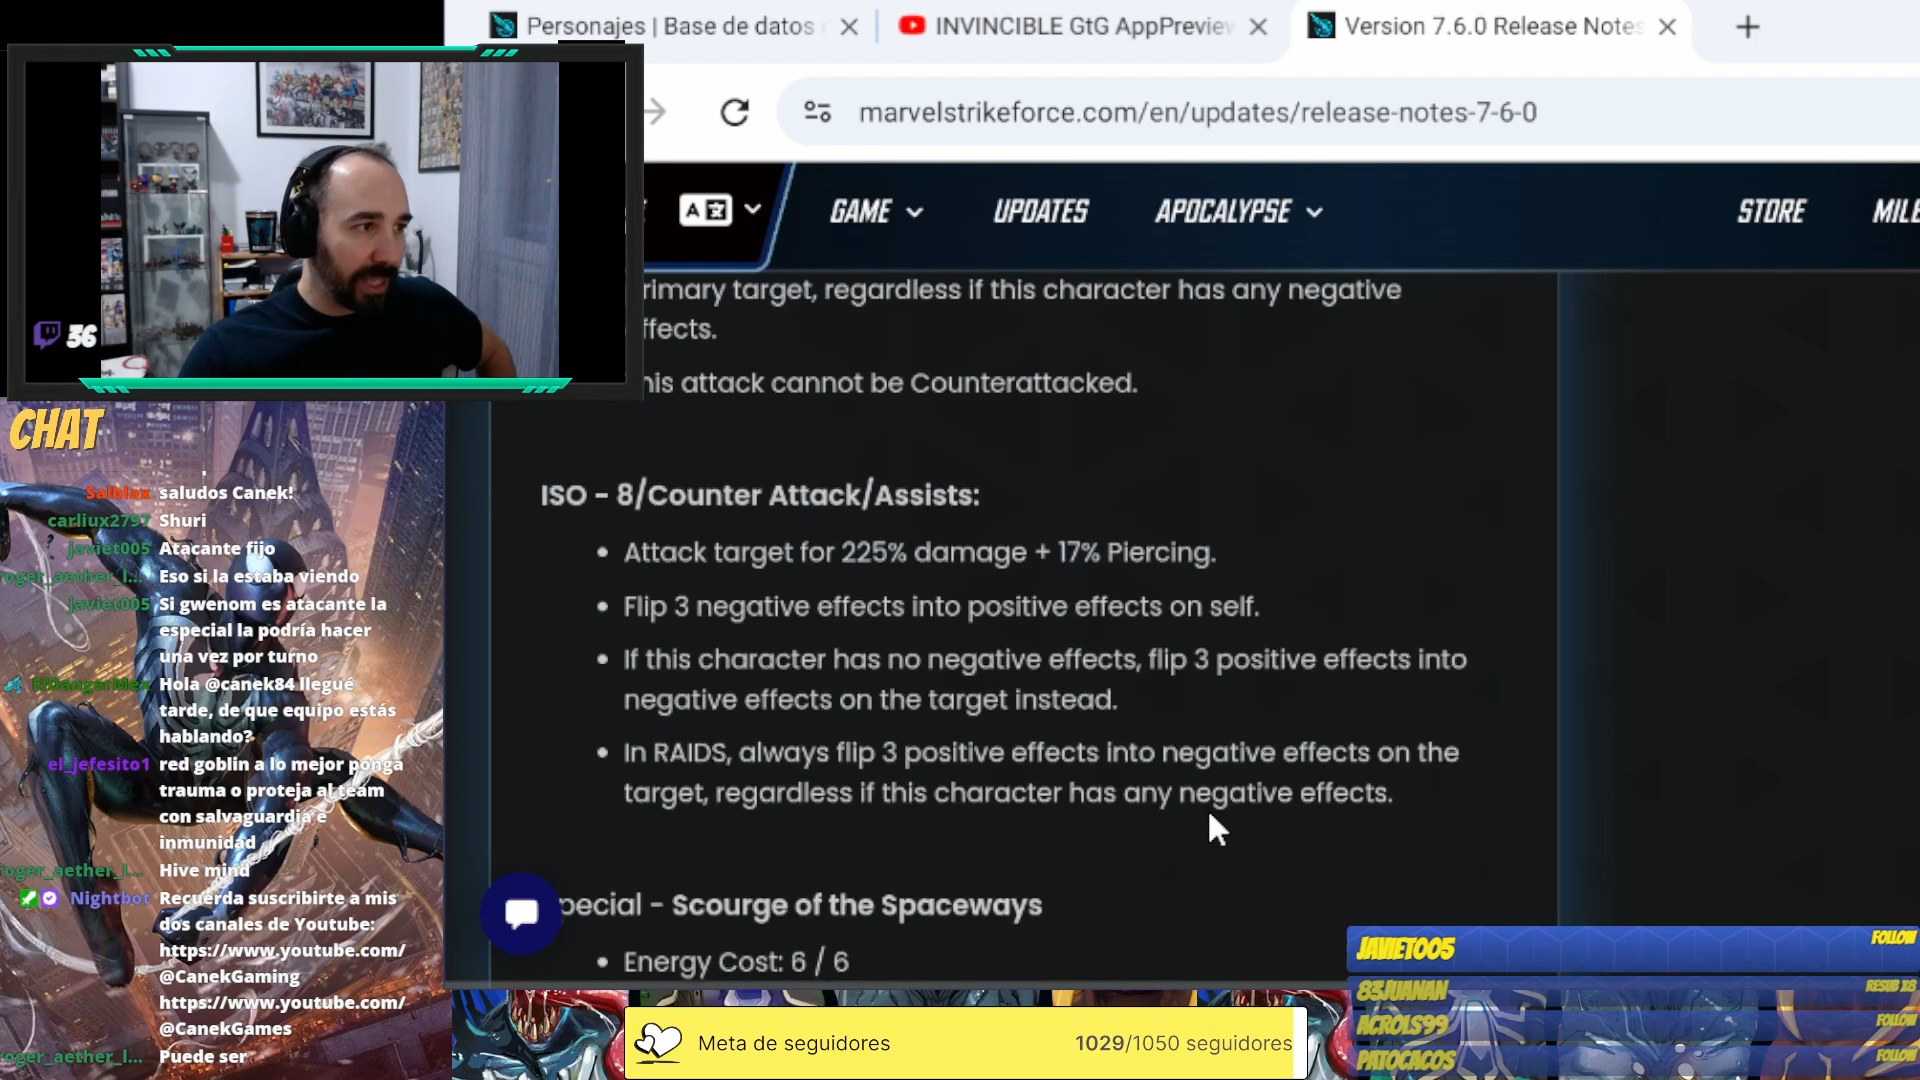 Personajes | Base de datos
INVINCIBLE GtG AppPreview
Version 7.6.0 Release Notes
marvelstrikeforce.com/en/updates/release-notes-7-6-0
GAME
UPDATES
APOCALYPSE
STORE
MILE
36
rimary target, regardless if this character has any negative
ffects.
his attack cannot be Counterattacked.
ISO - 8/Counter Attack/Assists:
• Attack target for 225% damage + 17% Piercing.
• Flip 3 negative effects into positive effects on self.
• If this character has no negative effects, flip 3 positive effects into
negative effects on the target instead.
• In RAIDS, always flip 3 positive effects into negative effects on the
target, regardless if this character has any negative effects.
pecial - Scourge of the Spaceways
• Energy Cost: 6 / 6
CHAT
Salblax saludos Canek!
carliux2797 Shuri
javiet005 Atacante fijo
roger_aether_l... Eso si la estaba viendo
javiet005 Si gwenom es atacante la
especial la podría hacer
una vez por turno
ElDangerMex Hola @canek84 llegué
tarde, de que equipo estás
hablando?
el_jefesito1 red goblin a lo mejor ponga
trauma o proteja al team
con salvaguardia e
inmunidad
roger_aether_l... Hive mind
Nightbot Recuerda suscribirte a mis
dos canales de Youtube:
https://www.youtube.com/
@CanekGaming
https://www.youtube.com/
@CanekGames
roger_aether_l... Puede ser
Meta de seguidores
1029/1050 seguidores
JAVIET005 FOLLOW
83JUANAN RESUB X8
ACROLS99 FOLLOW
PATOCACOS FOLLOW